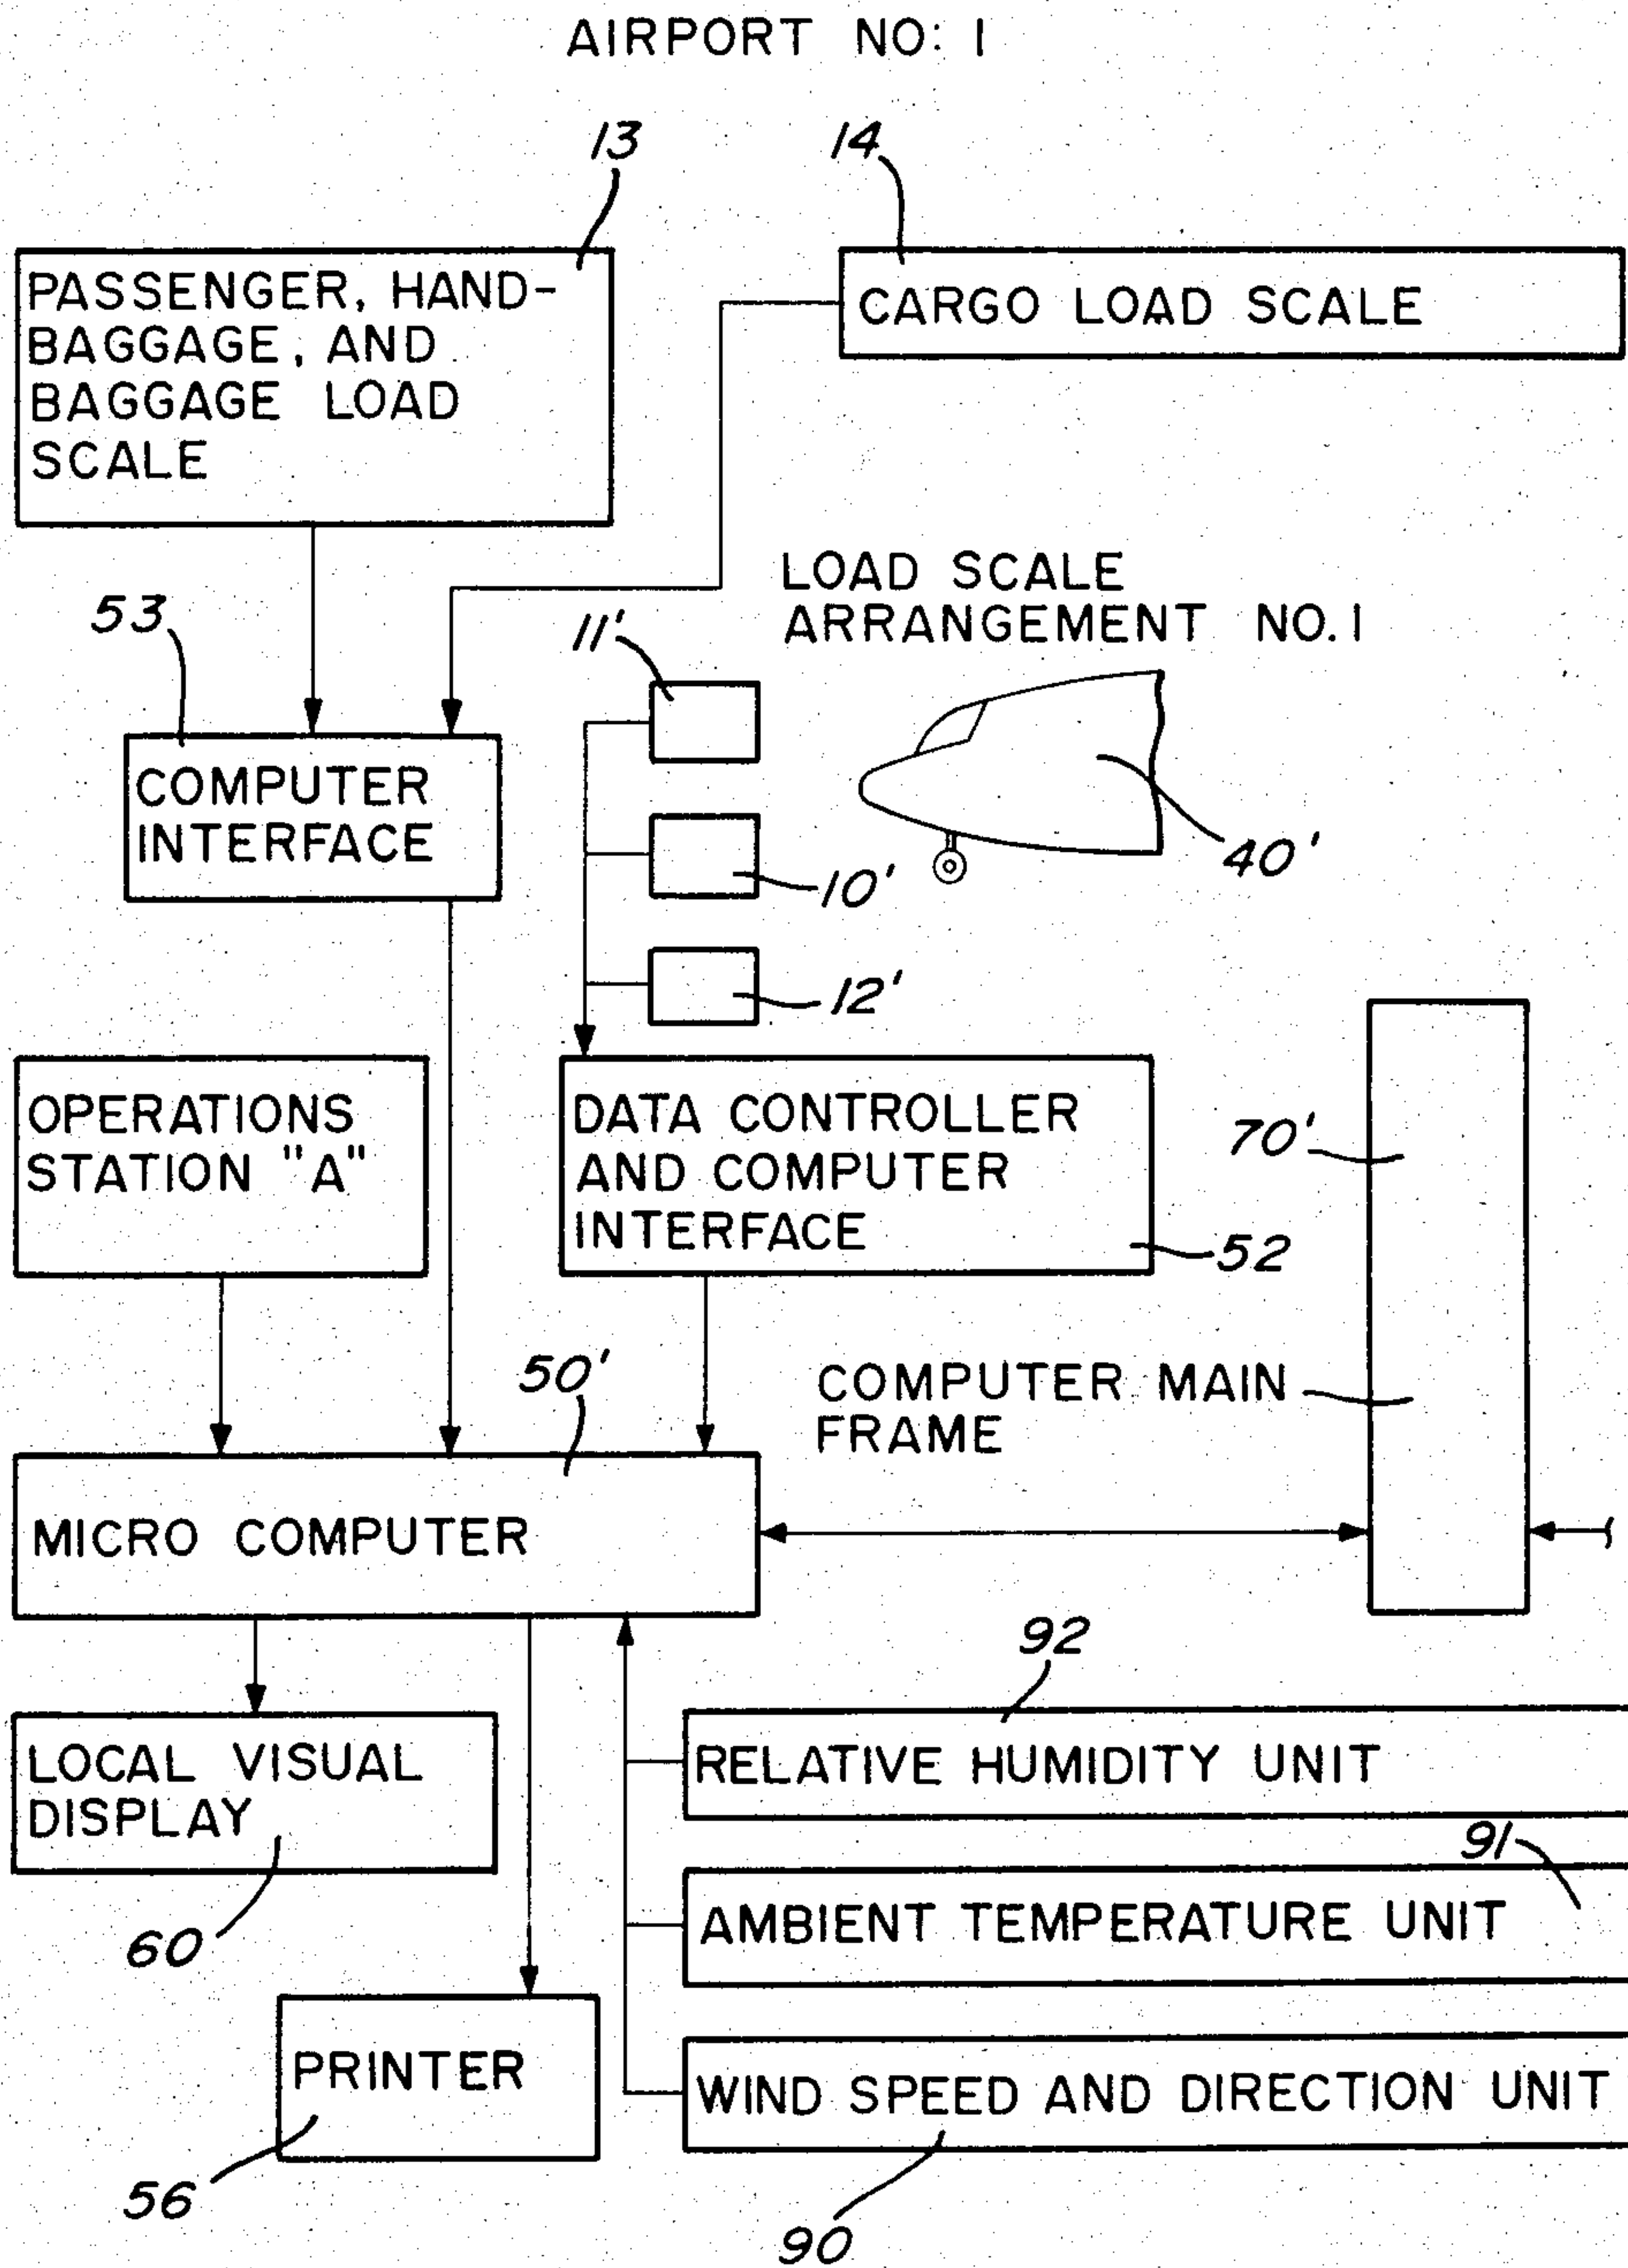 AIRPORT NO: 1
13
14
PASSENGER, HAND-
BAGGAGE, AND
BAGGAGE LOAD
SCALE
CARGO LOAD SCALE
LOAD SCALE
ARRANGEMENT NO. 1
53
11'
COMPUTER
INTERFACE
40'
10'
12'
OPERATIONS
STATION "A"
DATA CONTROLLER
AND COMPUTER
INTERFACE
70'
52
50'
COMPUTER MAIN
FRAME
MICRO COMPUTER
92
LOCAL VISUAL
DISPLAY
RELATIVE HUMIDITY UNIT
91
AMBIENT TEMPERATURE UNIT
60
PRINTER
WIND SPEED AND DIRECTION UNIT
56
90